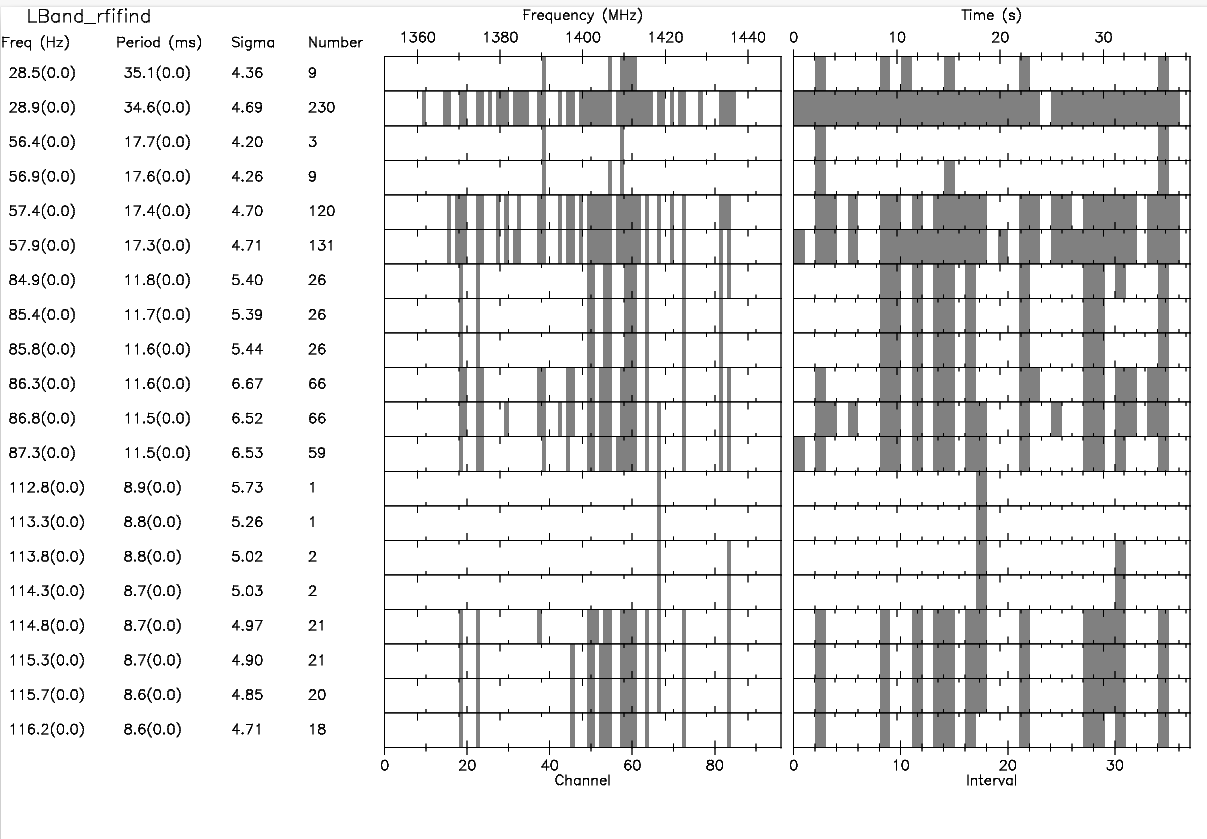 LBand_rfifind
Frequency (MHz) Time (s)
Freq (Hz) Period (ms) Sigma Number 1360 1380 1400 1420 1440 0 10 20 30
28.5(0.0) 35.1(0.0) 4.36 9
28.9(0.0) 34.6(0.0) 4.69 230
56.4(0.0) 17.7(0.0) 4.20 3
56.9(0.0) 17.6(0.0) 4.26 9
57.4(0.0) 17.4(0.0) 4.70 120
57.9(0.0) 17.3(0.0) 4.71 131
84.9(0.0) 11.8(0.0) 5.40 26
85.4(0.0) 11.7(0.0) 5.39 26
85.8(0.0) 11.6(0.0) 5.44 26
86.3(0.0) 11.6(0.0) 6.67 66
86.8(0.0) 11.5(0.0) 6.52 66
87.3(0.0) 11.5(0.0) 6.53 59
112.8(0.0) 8.9(0.0) 5.73 1
113.3(0.0) 8.8(0.0) 5.26 1
113.8(0.0) 8.8(0.0) 5.02 2
114.3(0.0) 8.7(0.0) 5.03 2
114.8(0.0) 8.7(0.0) 4.97 21
115.3(0.0) 8.7(0.0) 4.90 21
115.7(0.0) 8.6(0.0) 4.85 20
116.2(0.0) 8.6(0.0) 4.71 18
0 20 40 60 80 0 10 20 30
Channel Interval